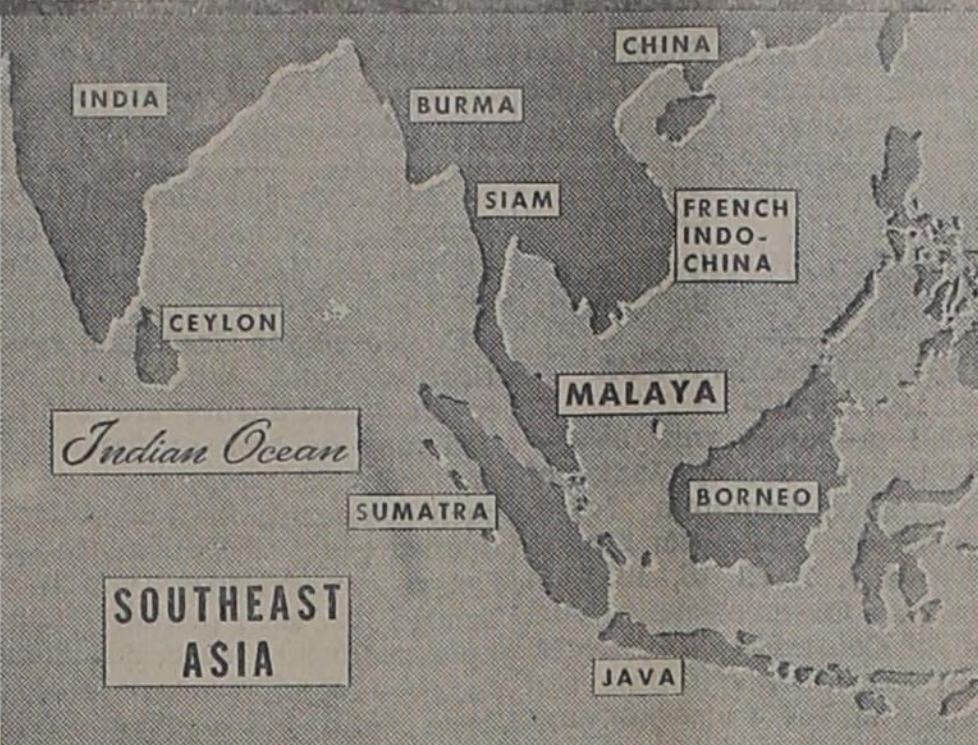 CHINA
INDIA
BURMA
SIAM
FRENCH
INDO-
CHINA
CEYLON
MALAYA
Indian Ocean
SUMATRA
BORNEO
SOUTHEAST
ASIA
JAVA